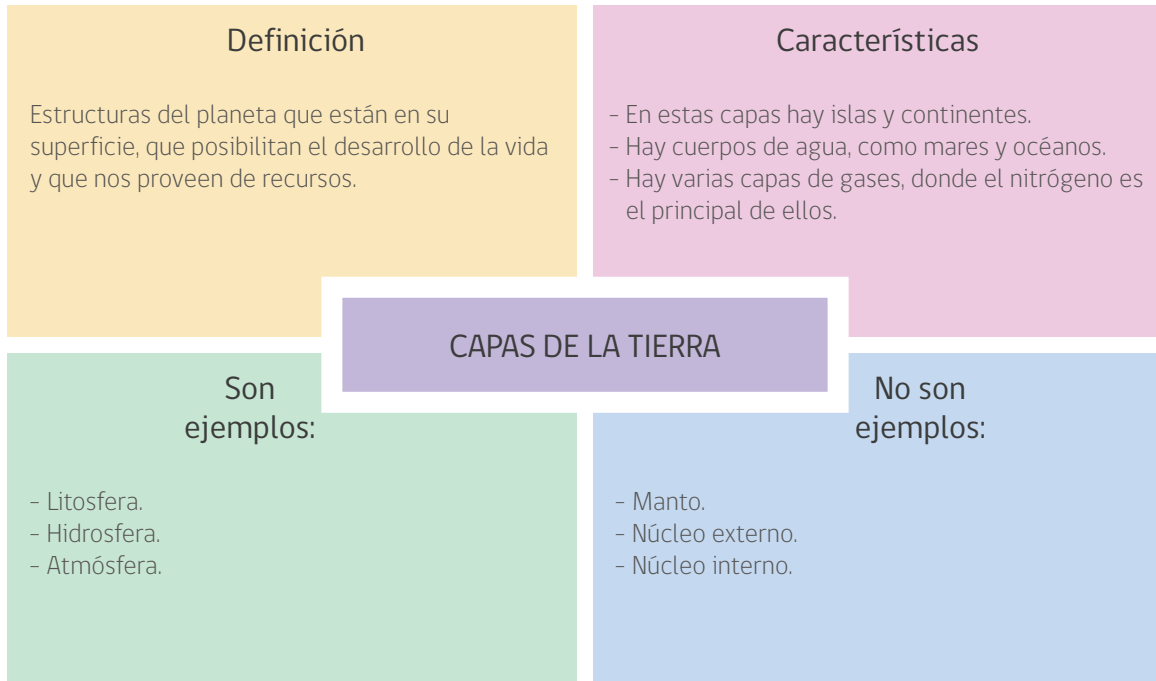 Definición
Estructuras del planeta que están en su
superficie, que posibilitan el desarrollo de la vida
y que nos proveen de recursos.
Características
- En estas capas hay islas y continentes.
- Hay cuerpos de agua, como mares y océanos.
- Hay varias capas de gases, donde el nitrógeno es
el principal de ellos.
CAPAS DE LA TIERRA
Son
ejemplos:
- Litosfera.
- Hidrosfera.
- Atmósfera.
No son
ejemplos:
- Manto.
- Núcleo externo.
- Núcleo interno.